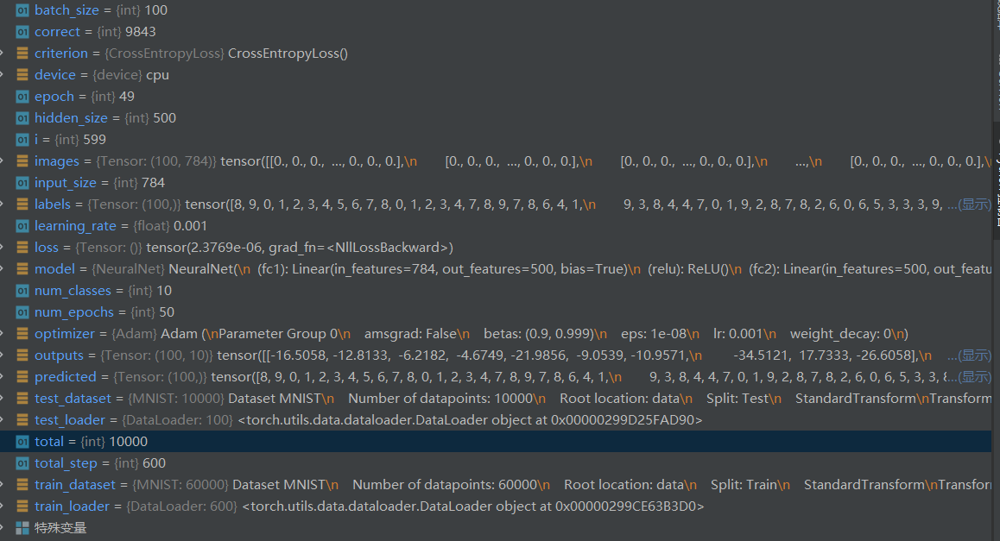 batch_size = {int} 100
correct = {int} 9843
criterion = {CrossEntropyLoss} CrossEntropyLoss()
device = {device} cpu
epoch = {int} 49
hidden_size = {int} 500
i = {int} 599
images = {Tensor: (100, 784)} tensor([[0., 0., 0., ..., 0., 0., 0.],\n [0., 0., 0., ..., 0., 0., 0.],\n [0., 0., 0., ..., 0., 0., 0.],\n ...,\n [0., 0., 0., ..., 0., 0., 0.],\
input_size = {int} 784
labels = {Tensor: (100,)} tensor([8, 9, 0, 1, 2, 3, 4, 5, 6, 7, 8, 0, 1, 2, 3, 4, 7, 8, 9, 7, 8, 6, 4, 1,\n 9, 3, 8, 4, 4, 7, 0, 1, 9, 2, 8, 7, 8, 2, 6, 0, 6, 5, 3, 3, 3, 9, ...(显示)
learning_rate = {float} 0.001
loss = {Tensor: ()} tensor(2.3769e-06, grad_fn=<NllLossBackward>)
model = {NeuralNet} NeuralNet(\n (fc1): Linear(in_features=784, out_features=500, bias=True)\n (relu): ReLU()\n (fc2): Linear(in_features=500, out_featu
num_classes = {int} 10
num_epochs = {int} 50
optimizer = {Adam} Adam (\nParameter Group 0\n amsgrad: False\n betas: (0.9, 0.999)\n eps: 1e-08\n lr: 0.001\n weight_decay: 0\n)
outputs = {Tensor: (100, 10)} tensor([[-16.5058, -12.8133, -6.2182, -4.6749, -21.9856, -9.0539, -10.9571,\n -34.5121, 17.7333, -26.6058],\n ...(显示)
predicted = {Tensor: (100,)} tensor([8, 9, 0, 1, 2, 3, 4, 5, 6, 7, 8, 0, 1, 2, 3, 4, 7, 8, 9, 7, 8, 6, 4, 1,\n 9, 3, 8, 4, 4, 7, 0, 1, 9, 2, 8, 7, 8, 2, 6, 0, 6, 5, 3, 3, ...(显示)
test_dataset = {MNIST: 10000} Dataset MNIST\n Number of datapoints: 10000\n Root location: data\n Split: Test\n StandardTransform\nTransform
test_loader = {DataLoader: 100} <torch.utils.data.dataloader.DataLoader object at 0x00000299D25FAD90>
total = {int} 10000
total_step = {int} 600
train_dataset = {MNIST: 60000} Dataset MNIST\n Number of datapoints: 60000\n Root location: data\n Split: Train\n StandardTransform\nTransfor
train_loader = {DataLoader: 600} <torch.utils.data.dataloader.DataLoader object at 0x00000299CE63B3D0>
特殊变量